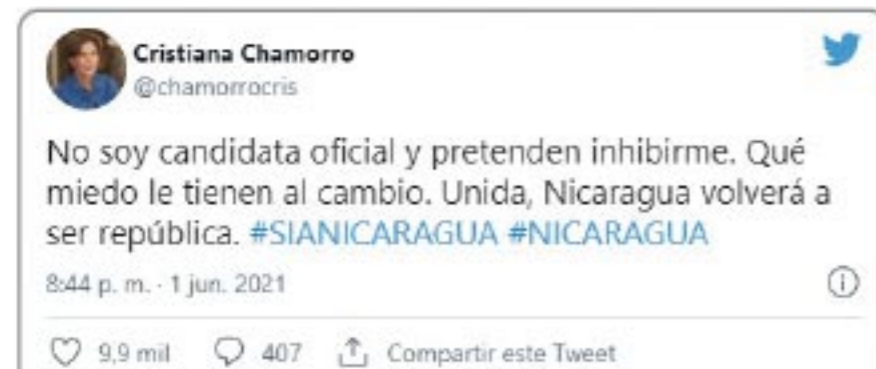 Cristiana Chamorro
@chamorrocris
No soy candidata oficial y pretenden inhibirme. Qué
miedo le tienen al cambio. Unida, Nicaragua volverá a
ser república. #SIANICARAGUA #NICARAGUA
8:44 p. m. · 1 jun. 2021
9,9 mil 407 Compartir este Tweet